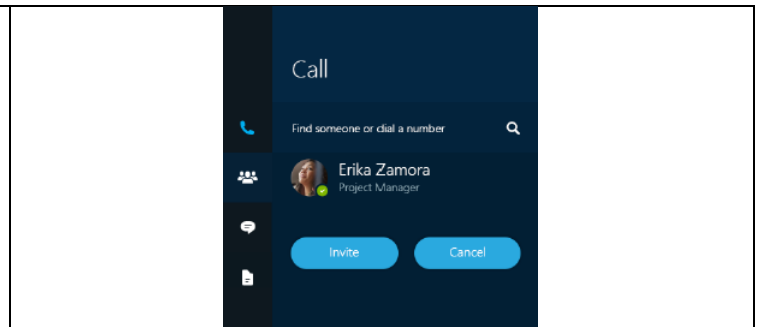 Call
Find someone or dial a number
Erika Zamora
Project Manager
Invite Cancel